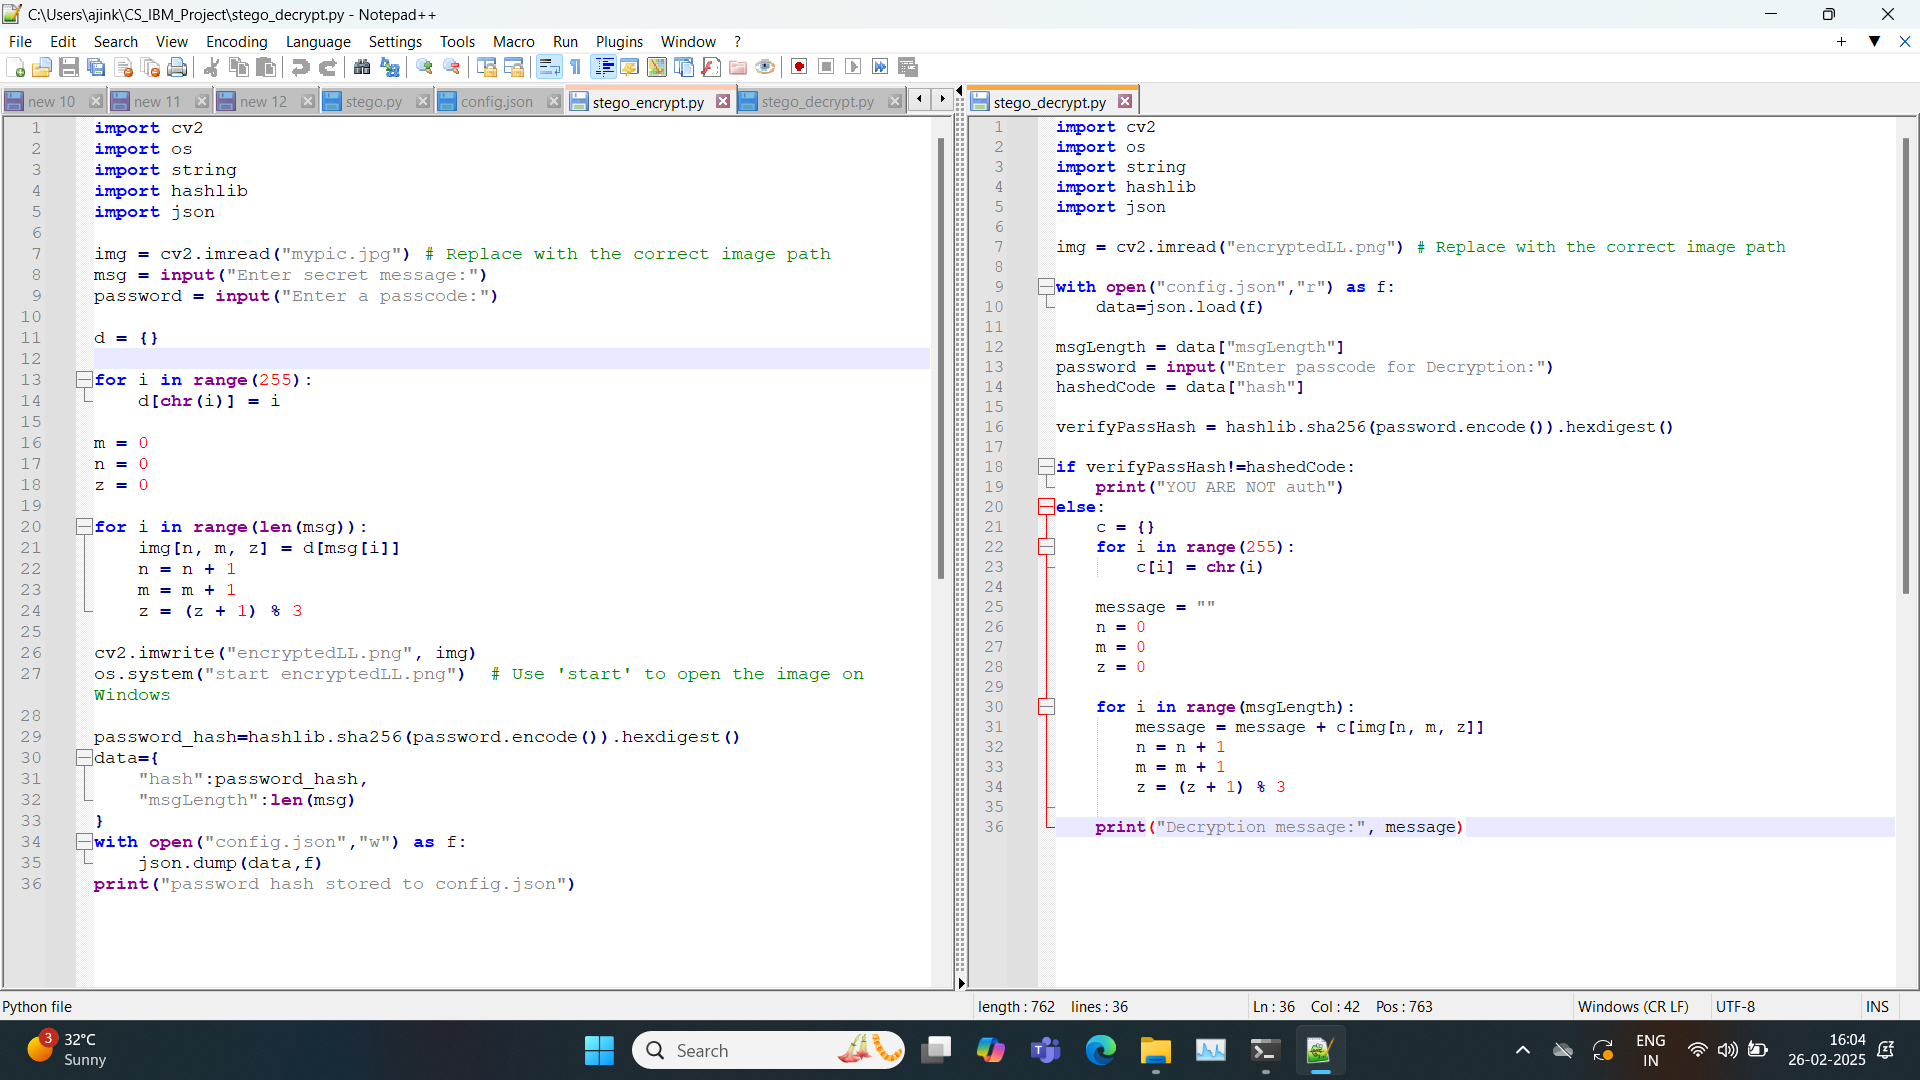 C:\Users\ajink\CS_IBM_Project\stego_decrypt.py - Notepad++
File Edit Search View Encoding Language Settings Tools Macro Run Plugins Window ?
new 10 new 11 new 12 stego.py config.json stego_encrypt.py stego_decrypt.py
1 import cv2
2 import os
3 import string
4 import hashlib
5 import json
6
7 img = cv2.imread("mypic.jpg") # Replace with the correct image path
8 msg = input("Enter secret message:")
9 password = input("Enter a passcode:")
10
11 d = {}
12
13 for i in range(255):
14     d[chr(i)] = i
15
16 m = 0
17 n = 0
18 z = 0
19
20 for i in range(len(msg)):
21     img[n, m, z] = d[msg[i]]
22     n = n + 1
23     m = m + 1
24     z = (z + 1) % 3
25
26 cv2.imwrite("encryptedLL.png", img)
27 os.system("start encryptedLL.png")  # Use 'start' to open the image on
Windows
28
29 password_hash=hashlib.sha256(password.encode()).hexdigest()
30 data={
31     "hash":password_hash,
32     "msgLength":len(msg)
33 }
34 with open("config.json","w") as f:
35     json.dump(data,f)
36 print("password hash stored to config.json")
stego_decrypt.py
1 import cv2
2 import os
3 import string
4 import hashlib
5 import json
6
7 img = cv2.imread("encryptedLL.png") # Replace with the correct image path
8
9 with open("config.json","r") as f:
10     data=json.load(f)
11
12 msgLength = data["msgLength"]
13 password = input("Enter passcode for Decryption:")
14 hashedCode = data["hash"]
15
16 verifyPassHash = hashlib.sha256(password.encode()).hexdigest()
17
18 if verifyPassHash!=hashedCode:
19     print("YOU ARE NOT auth")
20 else:
21     c = {}
22     for i in range(255):
23         c[i] = chr(i)
24
25     message = ""
26     n = 0
27     m = 0
28     z = 0
29
30     for i in range(msgLength):
31         message = message + c[img[n, m, z]]
32         n = n + 1
33         m = m + 1
34         z = (z + 1) % 3
35
36     print("Decryption message:", message)
Python file length : 762 lines : 36 Ln : 36 Col : 42 Pos : 763 Windows (CR LF) UTF-8 INS
3
32°C
Sunny
Search
ENG
IN
16:04
26-02-2025